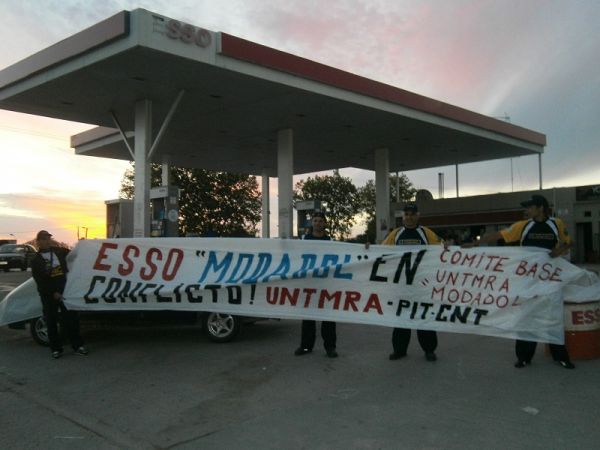 ESSO
ESSO "MODADOL" EN
CONFLICTO! UNTMRA-PIT-CNT
COMITE BASE
"UNTMRA
MODADOL"
ESSO